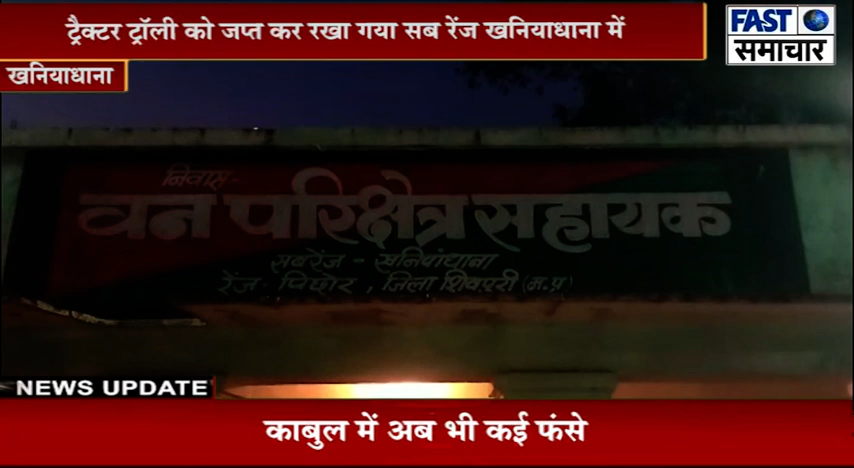 ट्रैक्टर ट्रॉली को जप्त कर रखा गया सब रेंज खनियाधाना में
FAST
समाचार
खनियाधाना
निवास-
वन परिक्षेत्र सहायक
सबरेंज - खनियांधाना
रेंज- पिछोर, जिला शिवपुरी (म.प्र)
NEWS UPDATE
काबुल में अब भी कई फंसे